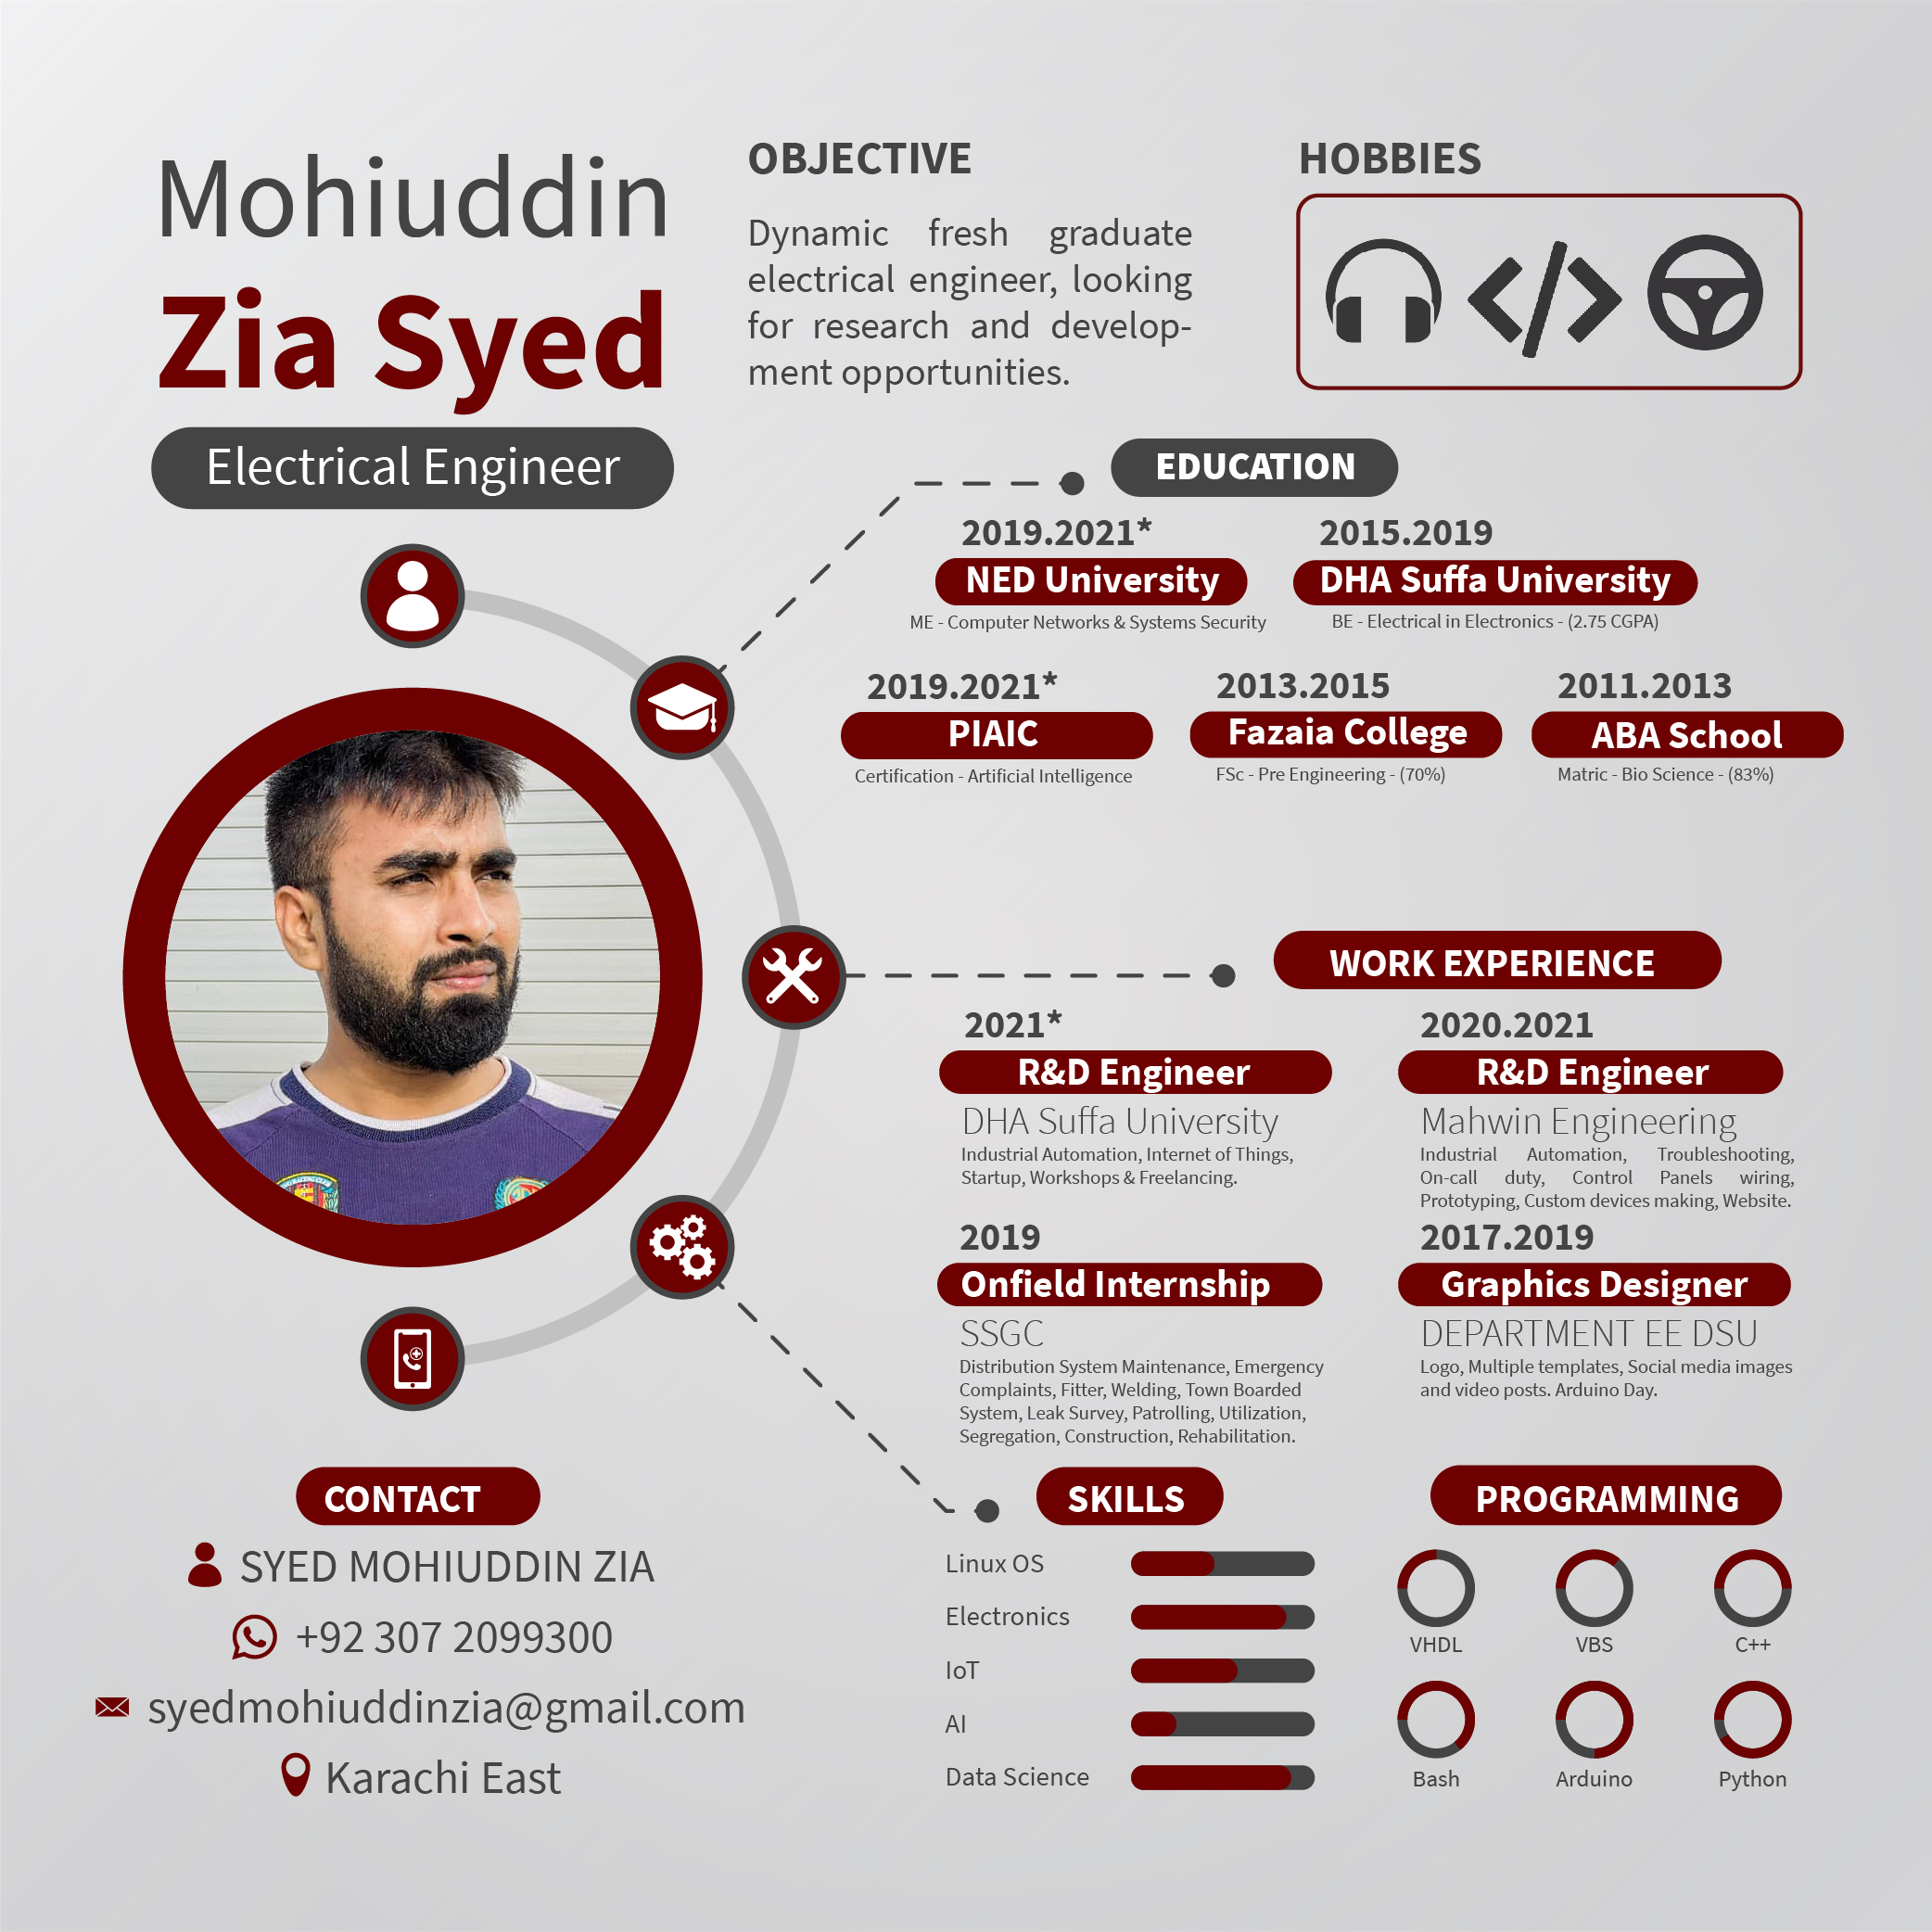 Mohiuddin
Zia Syed
Electrical Engineer
OBJECTIVE
Dynamic fresh graduate
electrical engineer, looking
for research and develop-
ment opportunities.
HOBBIES
EDUCATION
2019.2021*
NED University
ME - Computer Networks & Systems Security
2015.2019
DHA Suffa University
BE - Electrical in Electronics - (2.75 CGPA)
2019.2021*
PIAIC
Certification - Artificial Intelligence
2013.2015
Fazaia College
FSc - Pre Engineering - (70%)
2011.2013
ABA School
Matric - Bio Science - (83%)
WORK EXPERIENCE
2021*
R&D Engineer
DHA Suffa University
Industrial Automation, Internet of Things,
Startup, Workshops & Freelancing.
2020.2021
R&D Engineer
Mahwin Engineering
Industrial Automation, Troubleshooting,
On-call duty, Control Panels wiring,
Prototyping, Custom devices making, Website.
2019
Onfield Internship
SSGC
Distribution System Maintenance, Emergency
Complaints, Fitter, Welding, Town Boarded
System, Leak Survey, Patrolling, Utilization,
Segregation, Construction, Rehabilitation.
2017.2019
Graphics Designer
DEPARTMENT EE DSU
Logo, Multiple templates, Social media images
and video posts. Arduino Day.
CONTACT
SYED MOHIUDDIN ZIA
+92 307 2099300
syedmohiuddinzia@gmail.com
Karachi East
SKILLS
Linux OS
Electronics
IoT
AI
Data Science
PROGRAMMING
VHDL
VBS
C++
Bash
Arduino
Python